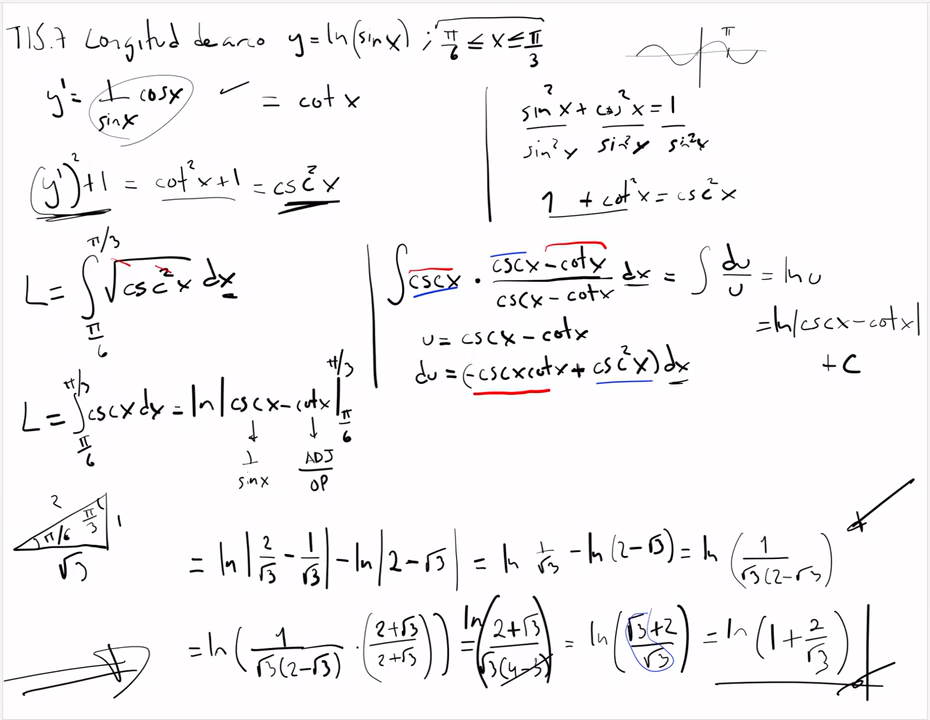 T15.7 Longitud de arco y = ln(sinx) ; π/6 ≤ x ≤ π/3
π
y' = 1/sinx cosx = cot x
sin²x + cos²x = 1
sin²x sin²x sin²x
1 + cot²x = csc²x
(y')² + 1 = cot²x + 1 = csc²x
L = ∫_{π/6}^{π/3} √(csc²x) dx
∫ cscx · (cscx - cotx)/(cscx - cotx) dx = ∫ du/u = ln u
= ln|cscx - cotx| + C
u = cscx - cotx
du = (-cscxcotx + csc²x) dx
L = ∫_{π/6}^{π/3} cscx dx = ln|cscx - cotx|_{π/6}^{π/3}
↓ ↓
1/sinx ADJ/OP
2 π/3 1
π/6
√3
= ln|2/√3 - 1/√3| - ln|2 - √3| = ln 1/√3 - ln(2 - √3) = ln(1/(√3(2 - √3)))
= ln(1/(√3(2 - √3)) · (2+√3)/(2+√3)) = ln((2+√3)/(√3(4-3))) = ln((√3+2)/√3) = ln(1 + 2/√3)